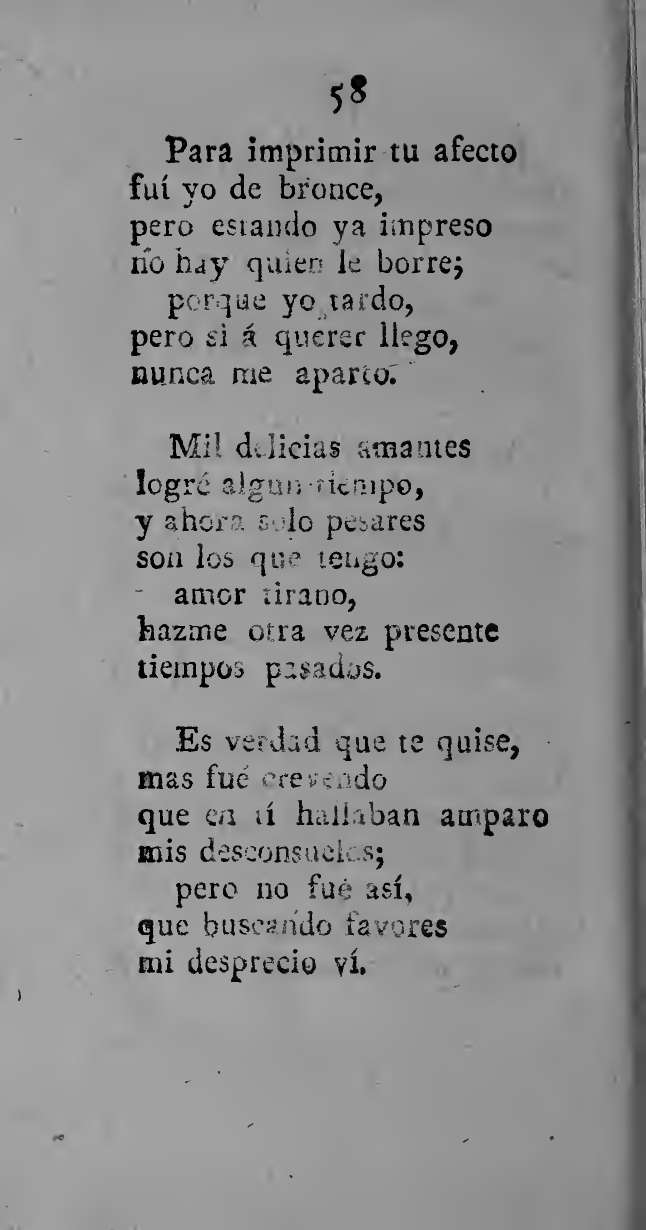 58
Para imprimir tu afecto
fuí yo de bronce,
pero estando ya impreso
no hay quien le borre;
porque yo tardo,
pero si á querer llego,
nunca me aparto.
Mil delicias amantes
logré algun tiempo,
y ahora solo pesares
son los que tengo:
amor tirano,
hazme otra vez presente
tiempos pasados.
Es verdad que te quise,
mas fué creyendo
que en tí hallaban amparo
mis desconsuelos;
pero no fué así,
que buscando favores
mi desprecio ví.